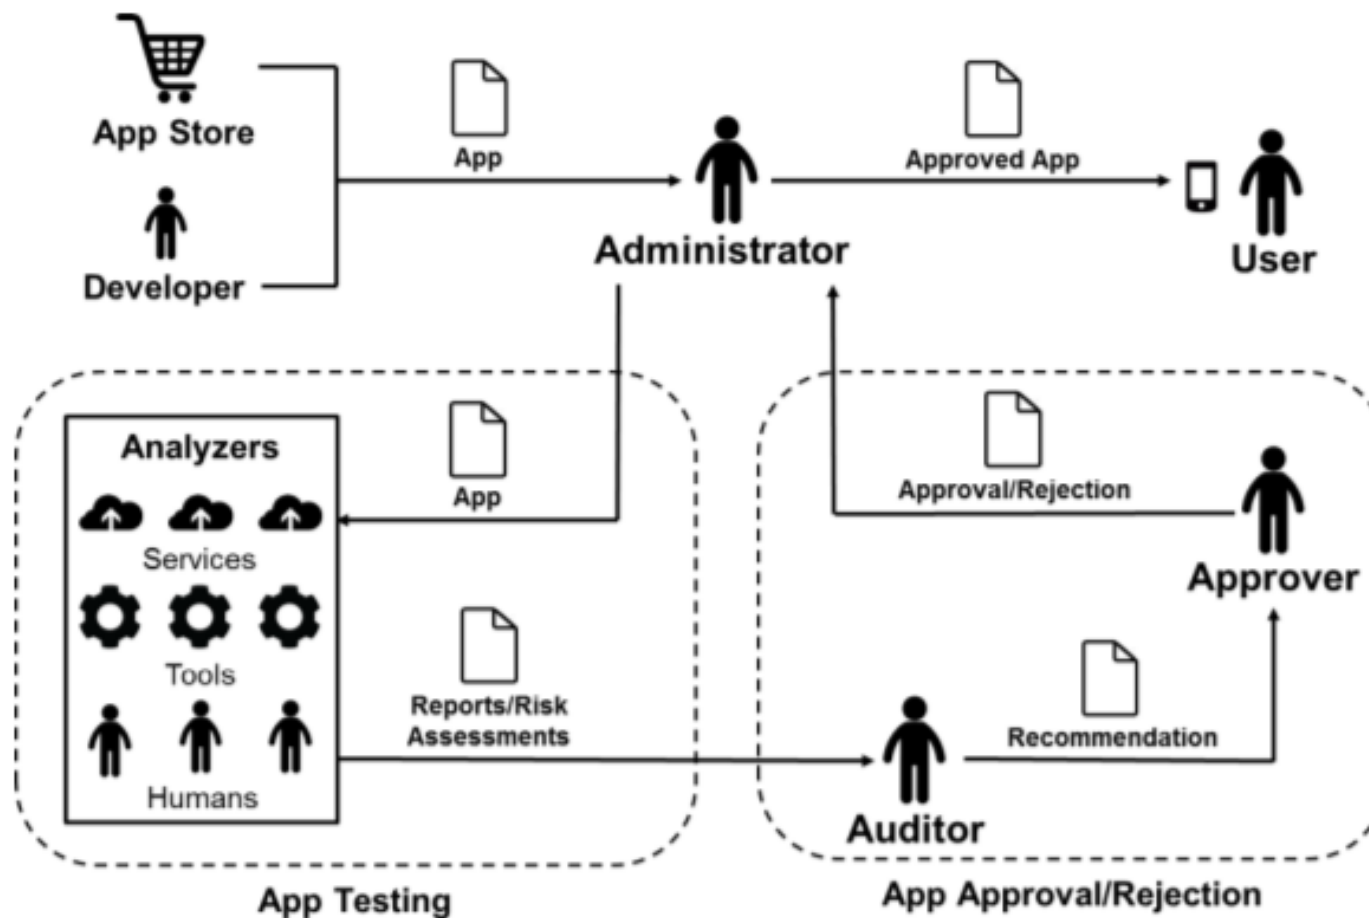 App Store
App
Approved App
Developer
Administrator
User
Analyzers
App
Services
Tools
Reports/Risk
Assessments
Humans
App Testing
Approval/Rejection
Approver
Recommendation
Auditor
App Approval/Rejection